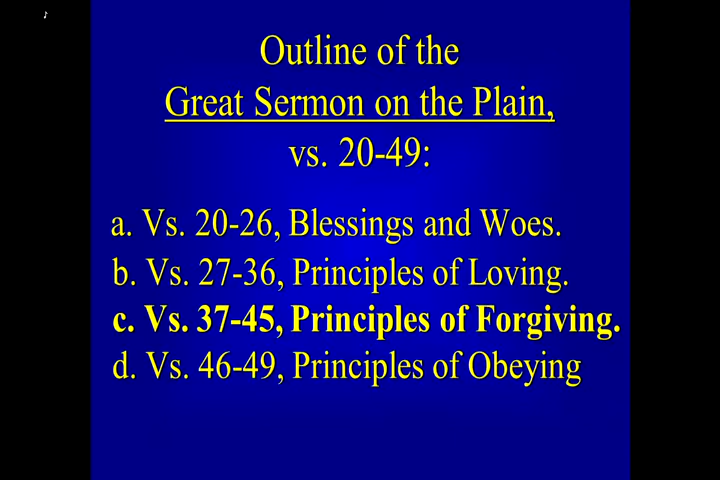 Outline of the
Great Sermon on the Plain,
vs. 20-49:
a. Vs. 20-26, Blessings and Woes.
b. Vs. 27-36, Principles of Loving.
c. Vs. 37-45, Principles of Forgiving.
d. Vs. 46-49, Principles of Obeying